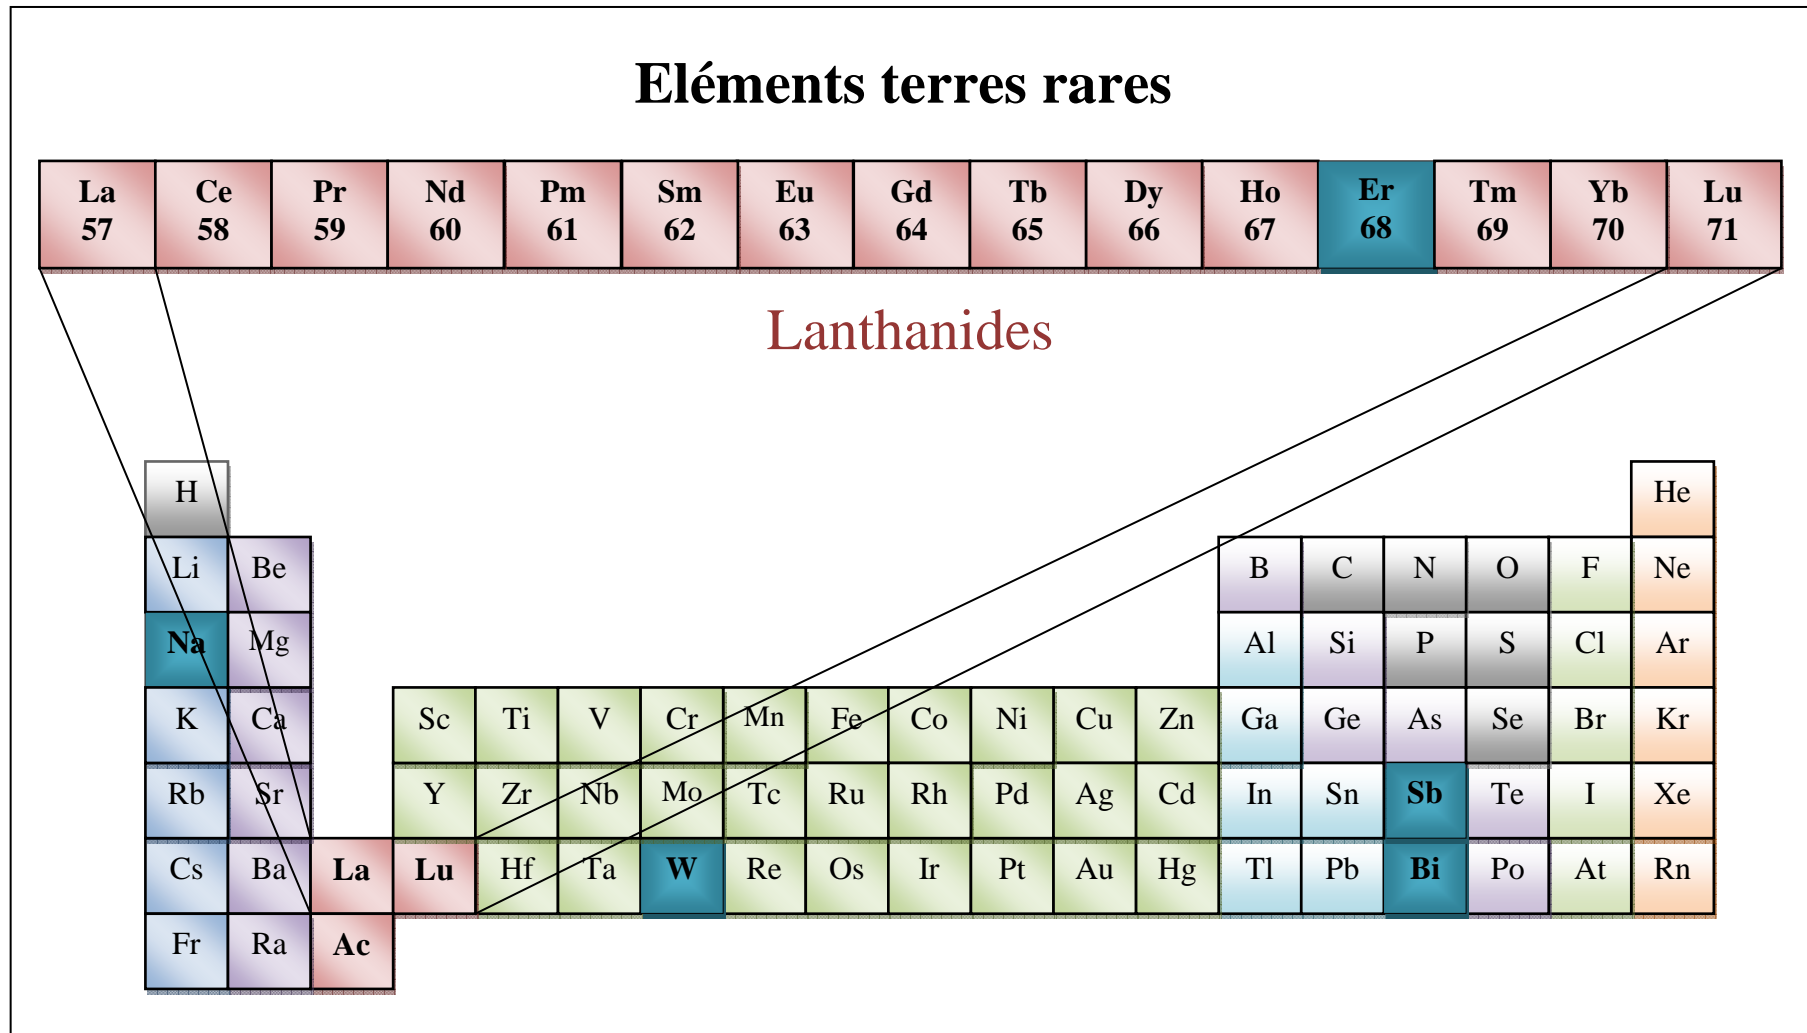 Eléments terres rares
La Ce Pr Nd Pm Sm Eu Gd Tb Dy Ho Er Tm Yb Lu
57 58 59 60 61 62 63 64 65 66 67 68 69 70 71
Lanthanides
H He
Li Be B C N O F Ne
Na Mg Al Si P S Cl Ar
K Ca Sc Ti V Cr Mn Fe Co Ni Cu Zn Ga Ge As Se Br Kr
Rb Sr Y Zr Nb Mo Tc Ru Rh Pd Ag Cd In Sn Sb Te I Xe
Cs Ba La Lu Hf Ta W Re Os Ir Pt Au Hg Tl Pb Bi Po At Rn
Fr Ra Ac